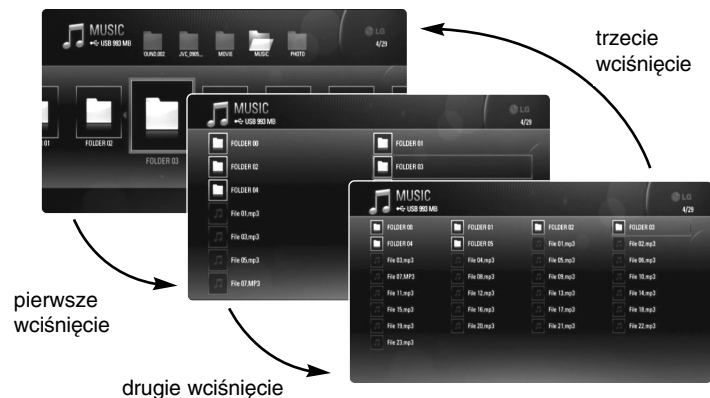 MUSIC
USB 993 MB
OUND.002
JVC_0905...
MOVIE
MUSIC
PHOTO
LG
4/29
01
FOLDER 02
FOLDER 03
MUSIC
USB 993 MB
LG
4/29
FOLDER 00
FOLDER 01
FOLDER 02
FOLDER 03
FOLDER 04
File 01.mp3
File 03.mp3
File 05.mp3
File 07.MP3
MUSIC
USB 993 MB
LG
4/29
FOLDER 00 FOLDER 01 FOLDER 02 FOLDER 03
FOLDER 04 FOLDER 05 File 01.mp3 File 02.mp3
File 03.mp3 File 04.mp3 File 05.mp3 File 06.mp3
File 07.MP3 File 08.mp3 File 09.mp3 File 10.mp3
File 11.mp3 File 12.mp3 File 13.mp3 File 14.mp3
File 15.mp3 File 16.mp3 File 17.mp3 File 18.mp3
File 19.mp3 File 20.mp3 File 21.mp3 File 22.mp3
File 23.mp3
trzecie
wciśnięcie
pierwsze
wciśnięcie
drugie wciśnięcie